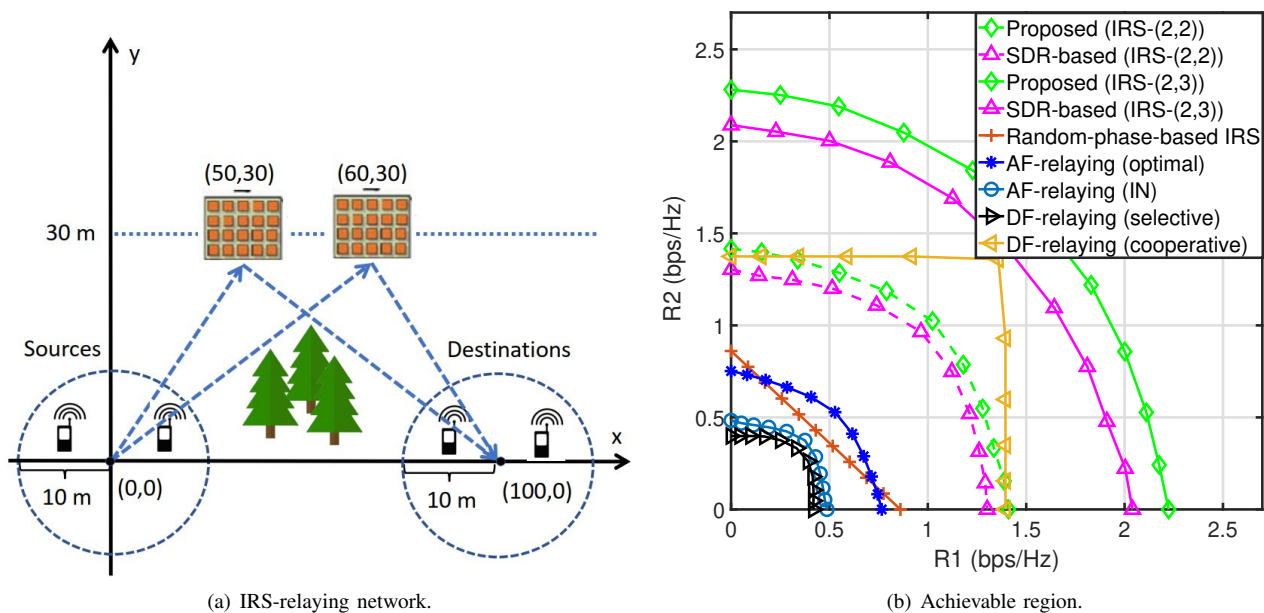 y
(50,30)
(60,30)
30 m
Sources
Destinations
x
10 m
(0,0)
10 m
(100,0)
(a) IRS-relaying network.
Proposed (IRS-(2,2))
SDR-based (IRS-(2,2))
Proposed (IRS-(2,3))
SDR-based (IRS-(2,3))
Random-phase-based IRS
AF-relaying (optimal)
AF-relaying (IN)
DF-relaying (selective)
DF-relaying (cooperative)
2.5
2
1.5
1
0.5
0
R2 (bps/Hz)
0
0.5
1
1.5
2
2.5
R1 (bps/Hz)
(b) Achievable region.